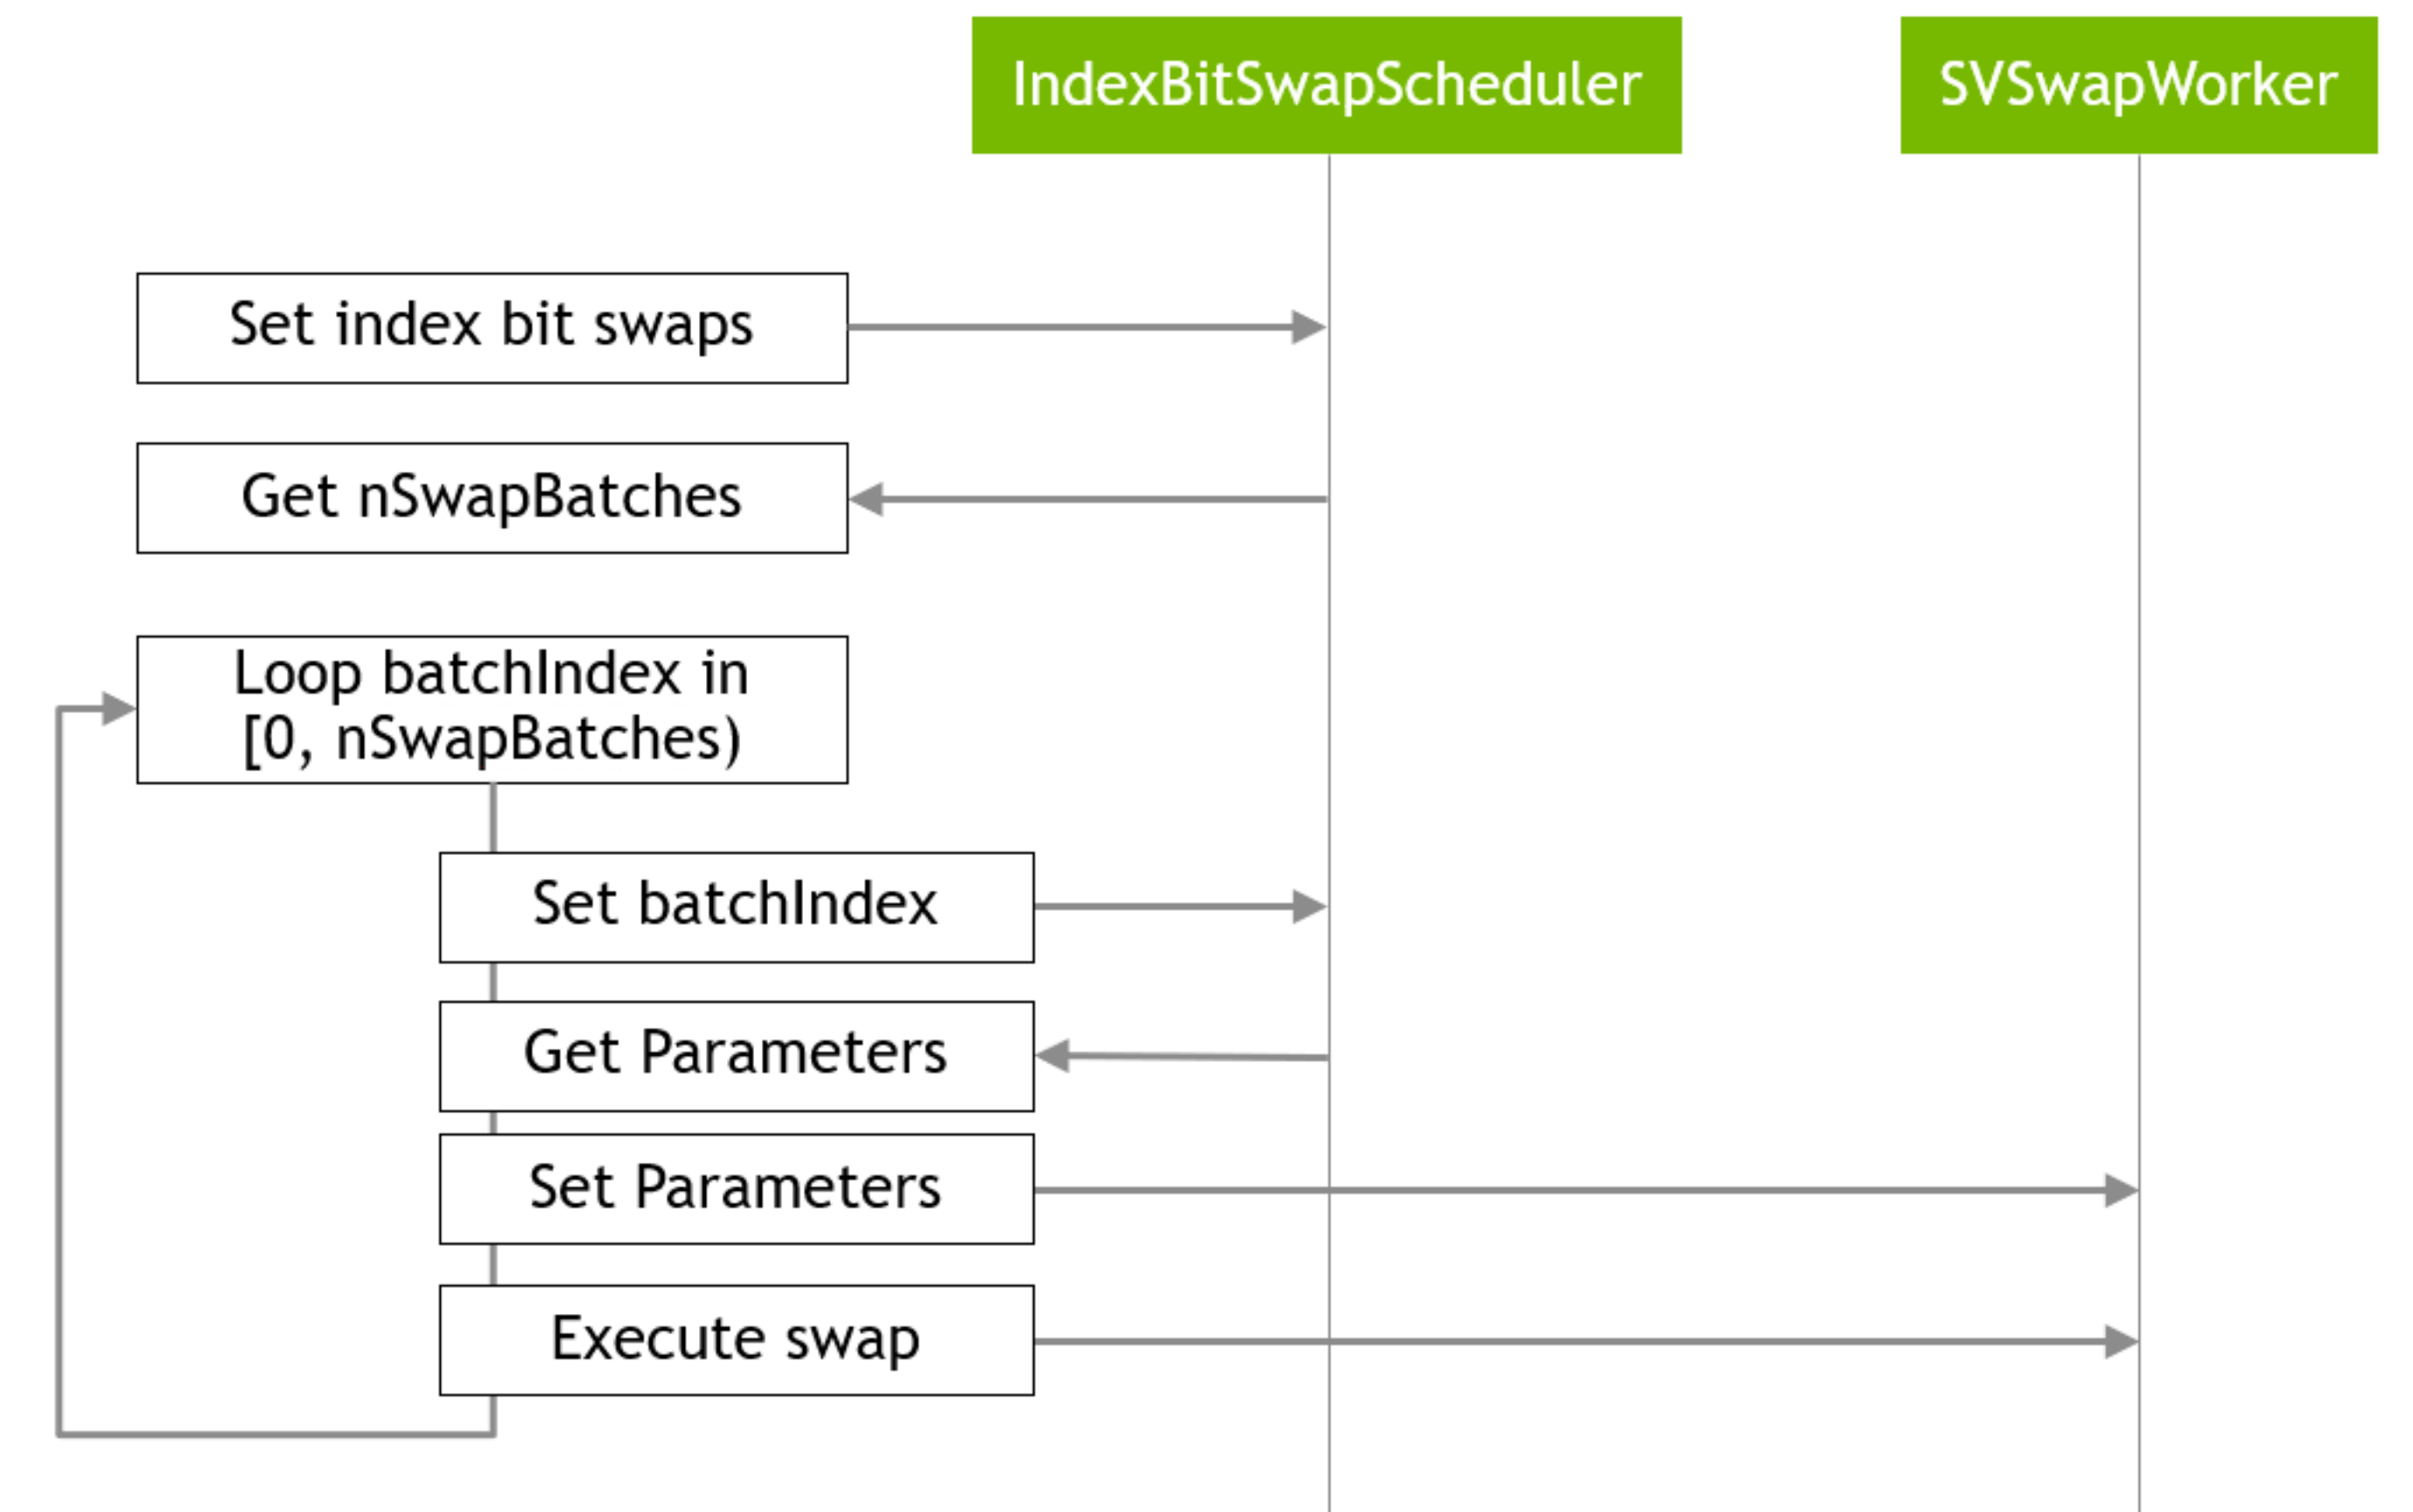 IndexBitSwapScheduler
SVSwapWorker
Set index bit swaps
Get nSwapBatches
Loop batchIndex in
[0, nSwapBatches)
Set batchIndex
Get Parameters
Set Parameters
Execute swap